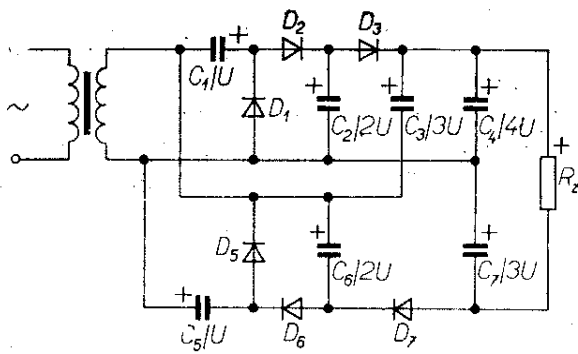 D2 D3
C1/U
D1
C2/2U C3/3U C4/4U
Rz
D5
C6/2U C7/3U
C5/U D6 D7